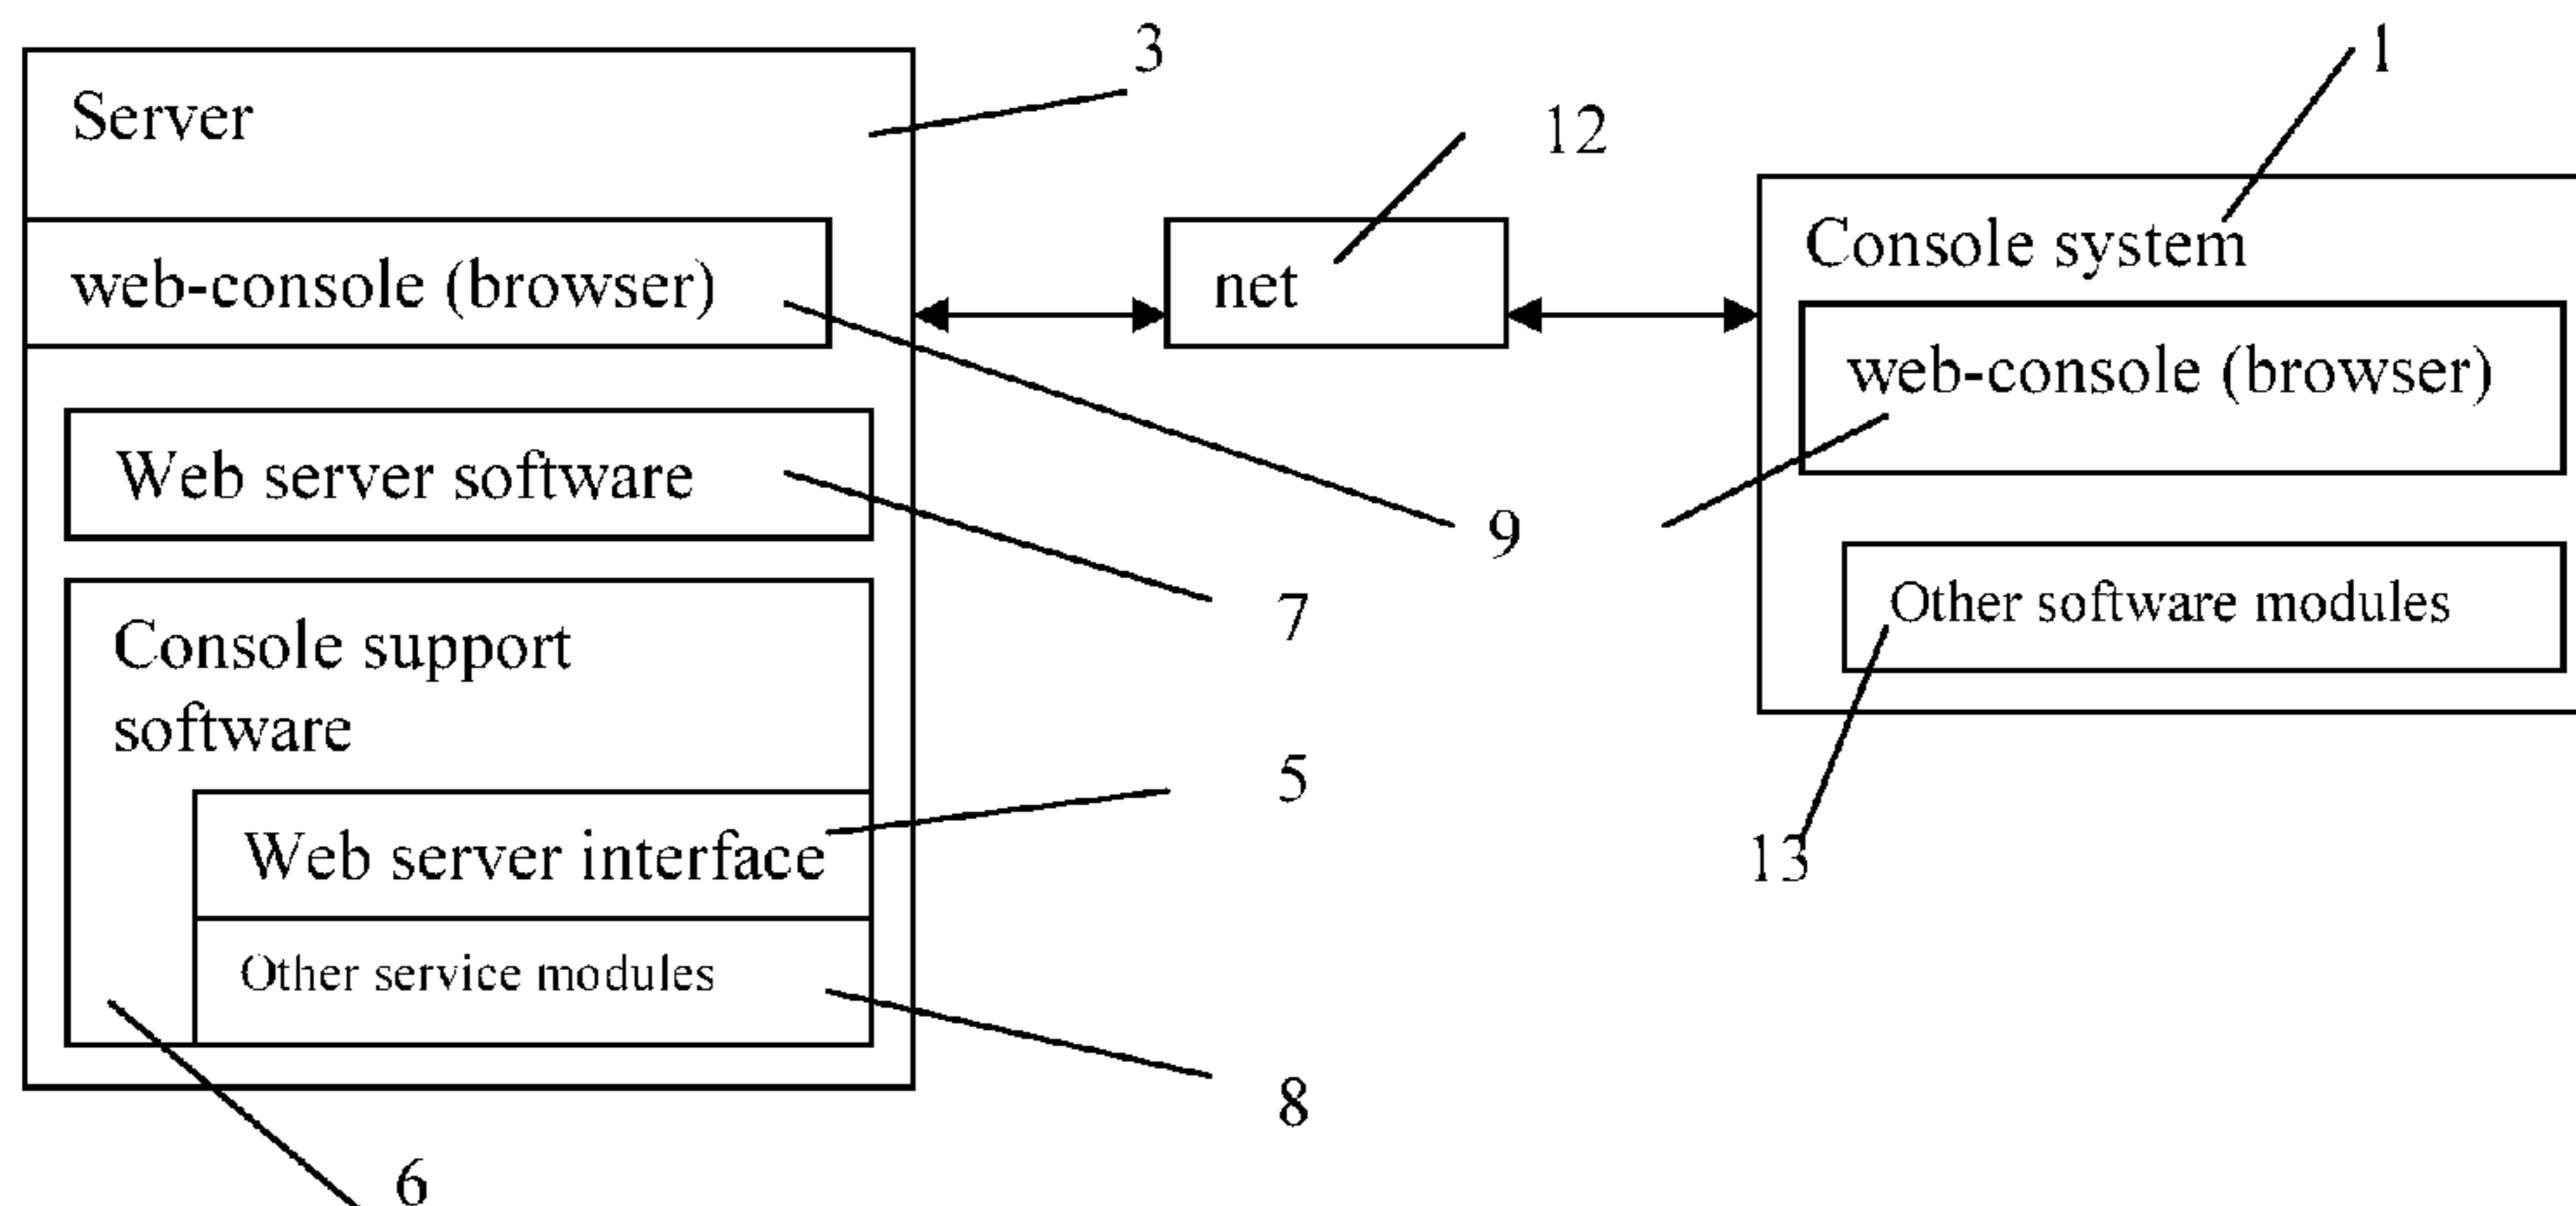 3
1
Server
12
Console system
web-console (browser)
net
web-console (browser)
Web server software
9
Other software modules
7
Console support
software
5
Web server interface
13
Other service modules
8
6